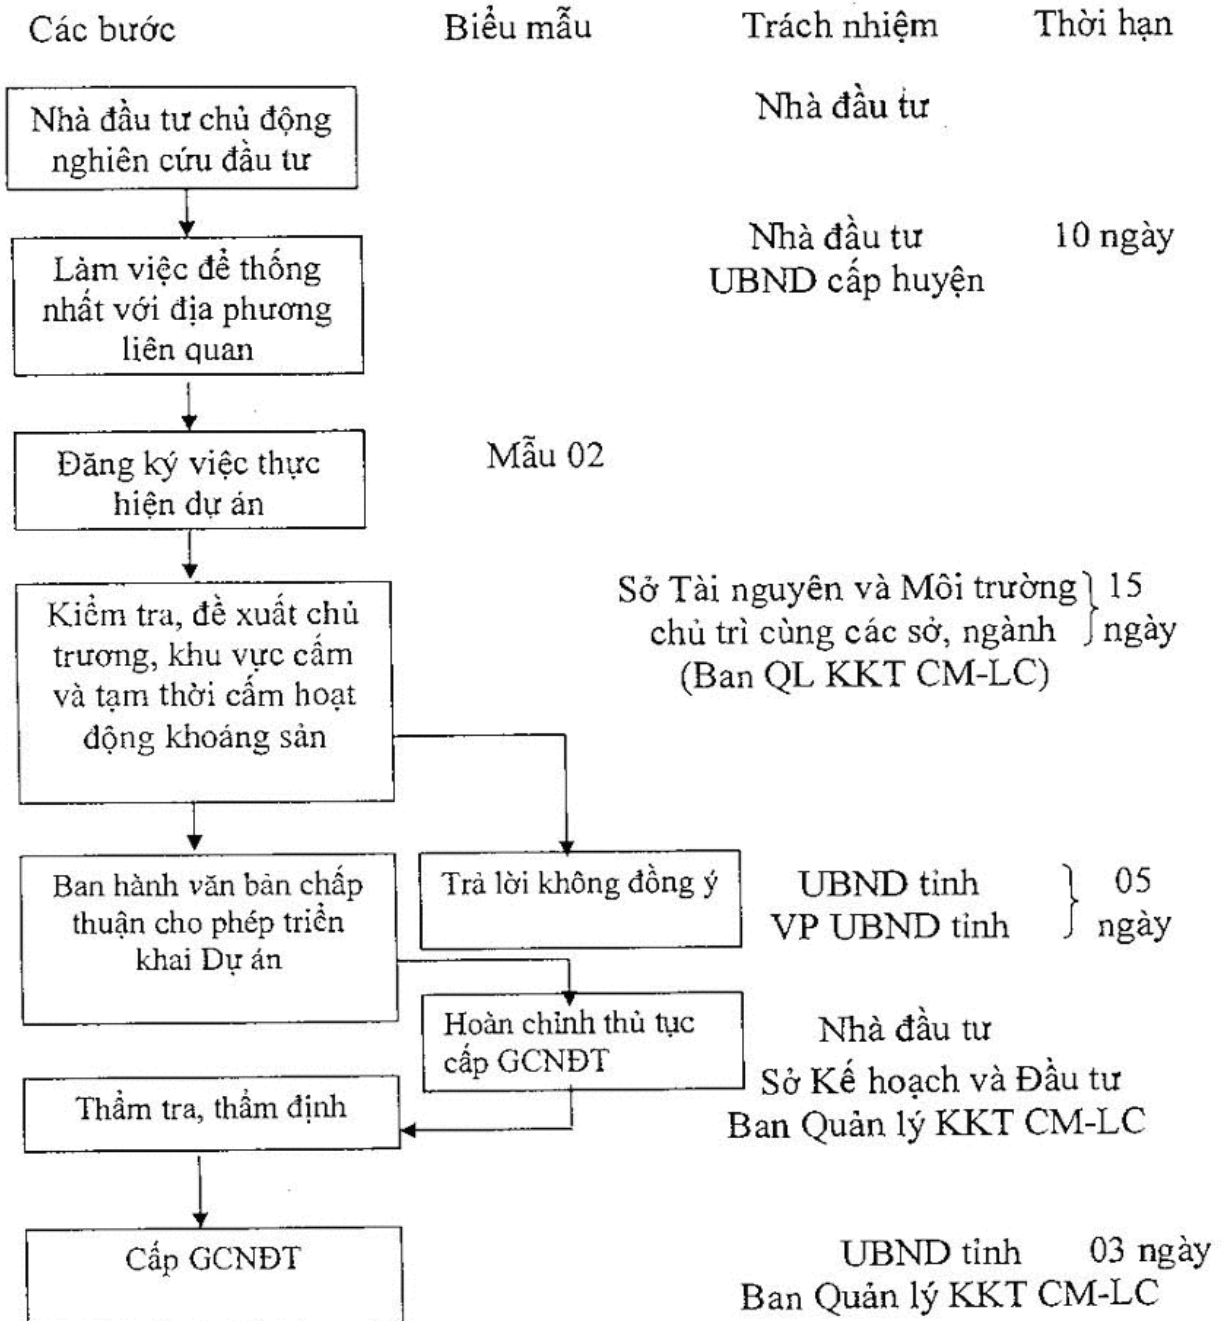 Các bước Biểu mẫu Trách nhiệm Thời hạn
Nhà đầu tư chủ động
nghiên cứu đầu tư
Nhà đầu tư
Làm việc để thống
nhất với địa phương
liên quan
Nhà đầu tư 10 ngày
UBND cấp huyện
Đăng ký việc thực
hiện dự án
Mẫu 02
Kiểm tra, đề xuất chủ
trương, khu vực cấm
và tạm thời cấm hoạt
động khoáng sản
Sở Tài nguyên và Môi trường
chủ trì cùng các sở, ngành
(Ban QL KKT CM-LC)
15
ngày
Ban hành văn bản chấp
thuận cho phép triển
khai Dự án
Trả lời không đồng ý
UBND tỉnh
VP UBND tỉnh
05
ngày
Hoàn chỉnh thủ tục
cấp GCNĐT
Nhà đầu tư
Sở Kế hoạch và Đầu tư
Ban Quản lý KKT CM-LC
Thẩm tra, thẩm định
Cấp GCNĐT
UBND tỉnh 03 ngày
Ban Quản lý KKT CM-LC